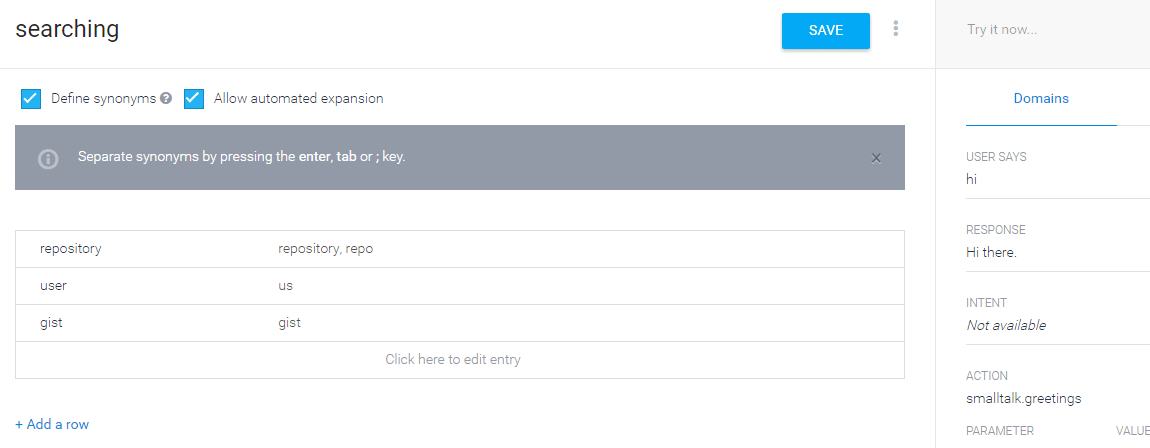 searching
SAVE
Define synonyms ?
Allow automated expansion
Separate synonyms by pressing the enter, tab or ; key.
repository repository, repo
user us
gist gist
Click here to edit entry
+ Add a row
Try it now...
Domains
USER SAYS
hi
RESPONSE
Hi there.
INTENT
Not available
ACTION
smalltalk.greetings
PARAMETER VALUE